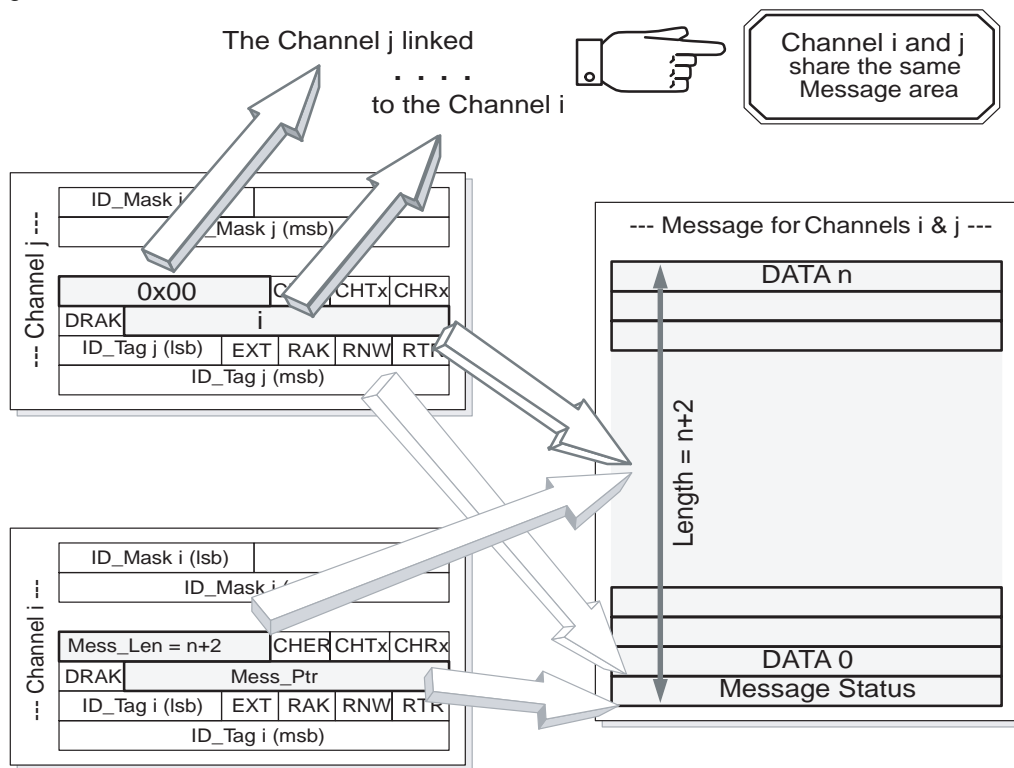 The Channel j linked
. . . .
to the Channel i
Channel i and j
share the same
Message area
--- Channel j ---
ID_Mask j
Mask j (msb)
0x00 CHTx CHRx
DRAK i
ID_Tag j (lsb) EXT RAK RNW RTR
ID_Tag j (msb)
--- Channel i ---
ID_Mask i (lsb)
ID_Mask i
Mess_Len = n+2 CHER CHTx CHRx
DRAK Mess_Ptr
ID_Tag i (lsb) EXT RAK RNW RTR
ID_Tag i (msb)
--- Message for Channels i & j ---
DATA n
Length = n+2
DATA 0
Message Status